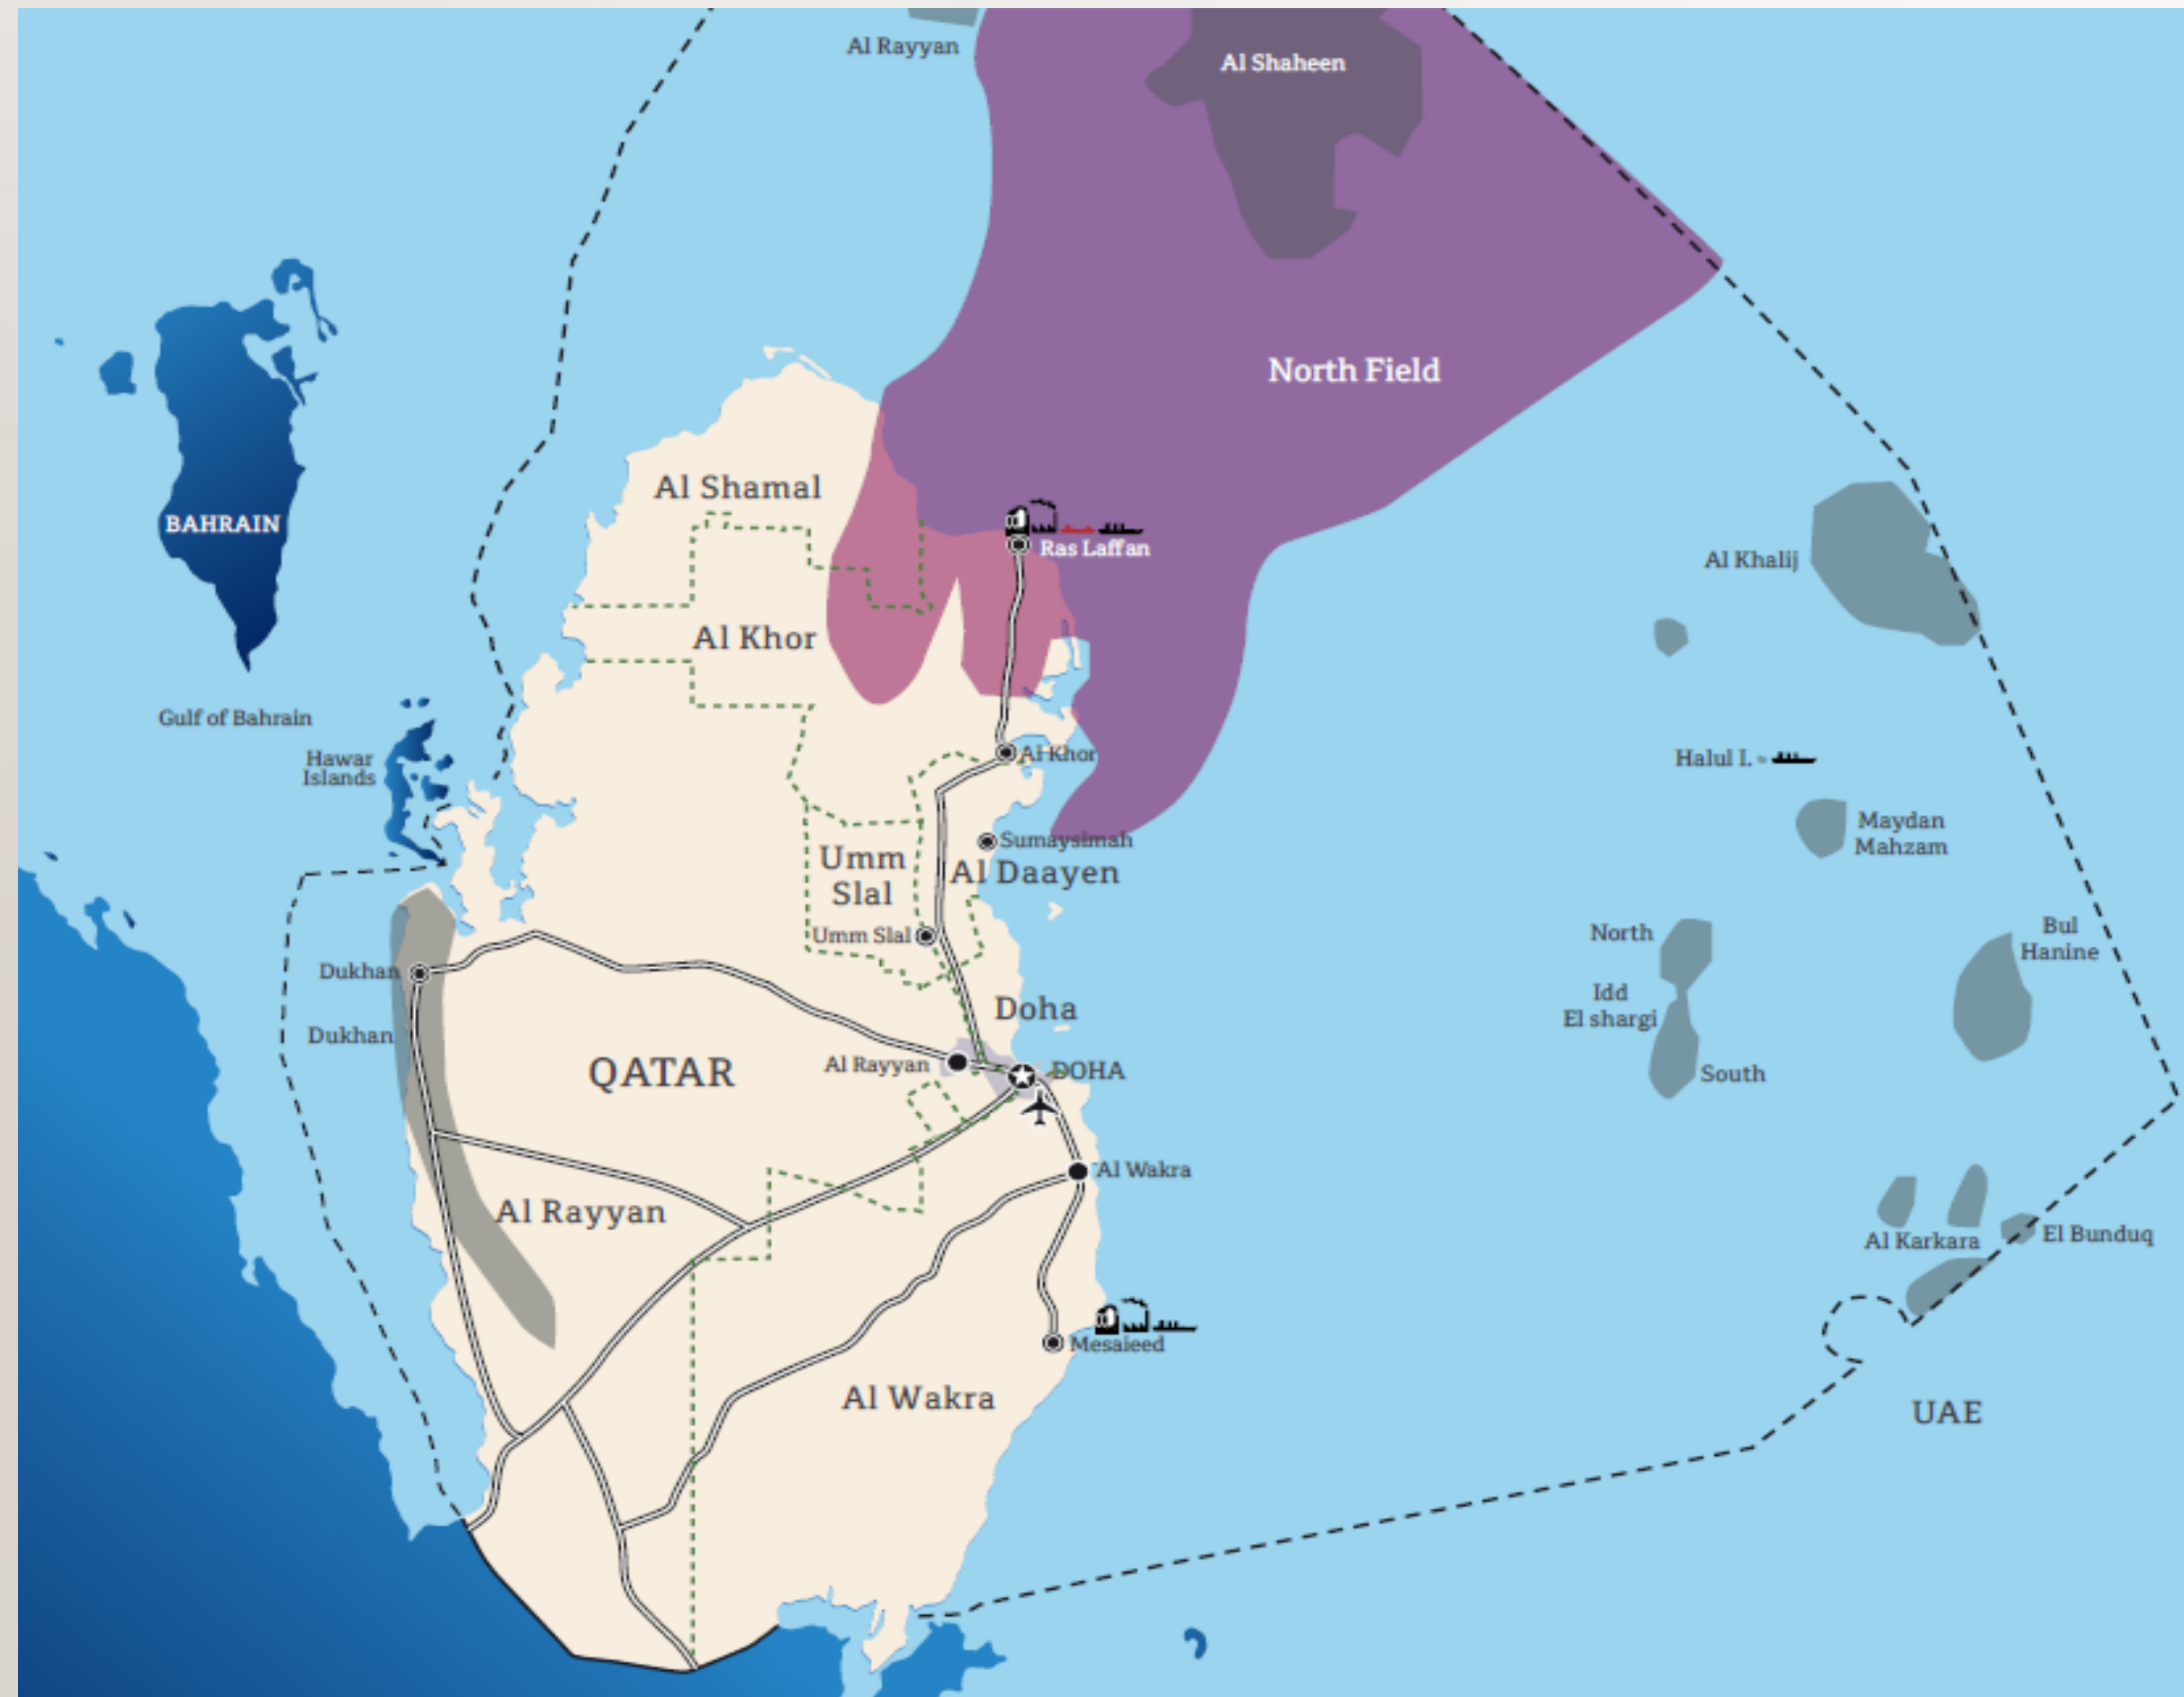 Al Rayyan
Al Shaheen
North Field
Al Shamal
BAHRAIN
Ras Laffan
Al Khalij
Al Khor
Gulf of Bahrain
Hawar
Islands
Al Khor
Halul I.
Maydan
Mahzam
Sumaysimah
Umm
Slal
Al Daayen
Umm Slal
North
Bul
Hanine
Dukhan
Idd
El shargi
Doha
Dukhan
QATAR
Al Rayyan
DOHA
South
Al Wakra
Al Rayyan
Al Karkara
El Bunduq
Mesaieed
Al Wakra
UAE